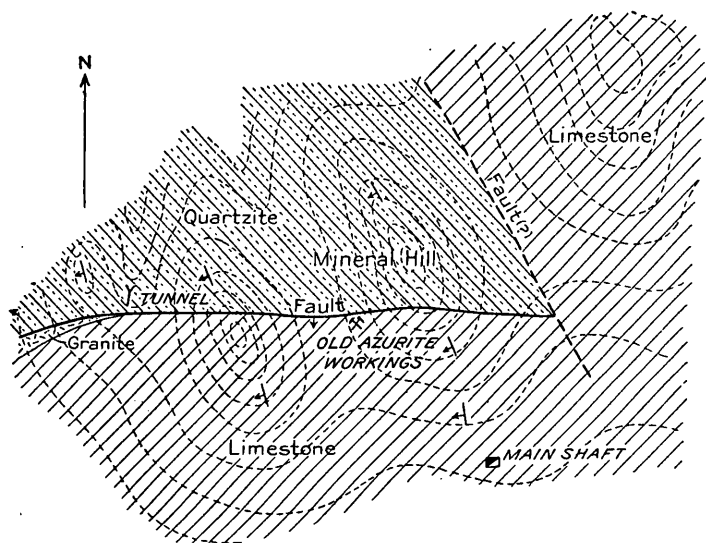 N
Limestone
Fault(?)
Quartzite
Mineral Hill
TUNNEL
Fault
Granite
OLD AZURITE
WORKINGS
Limestone
MAIN SHAFT